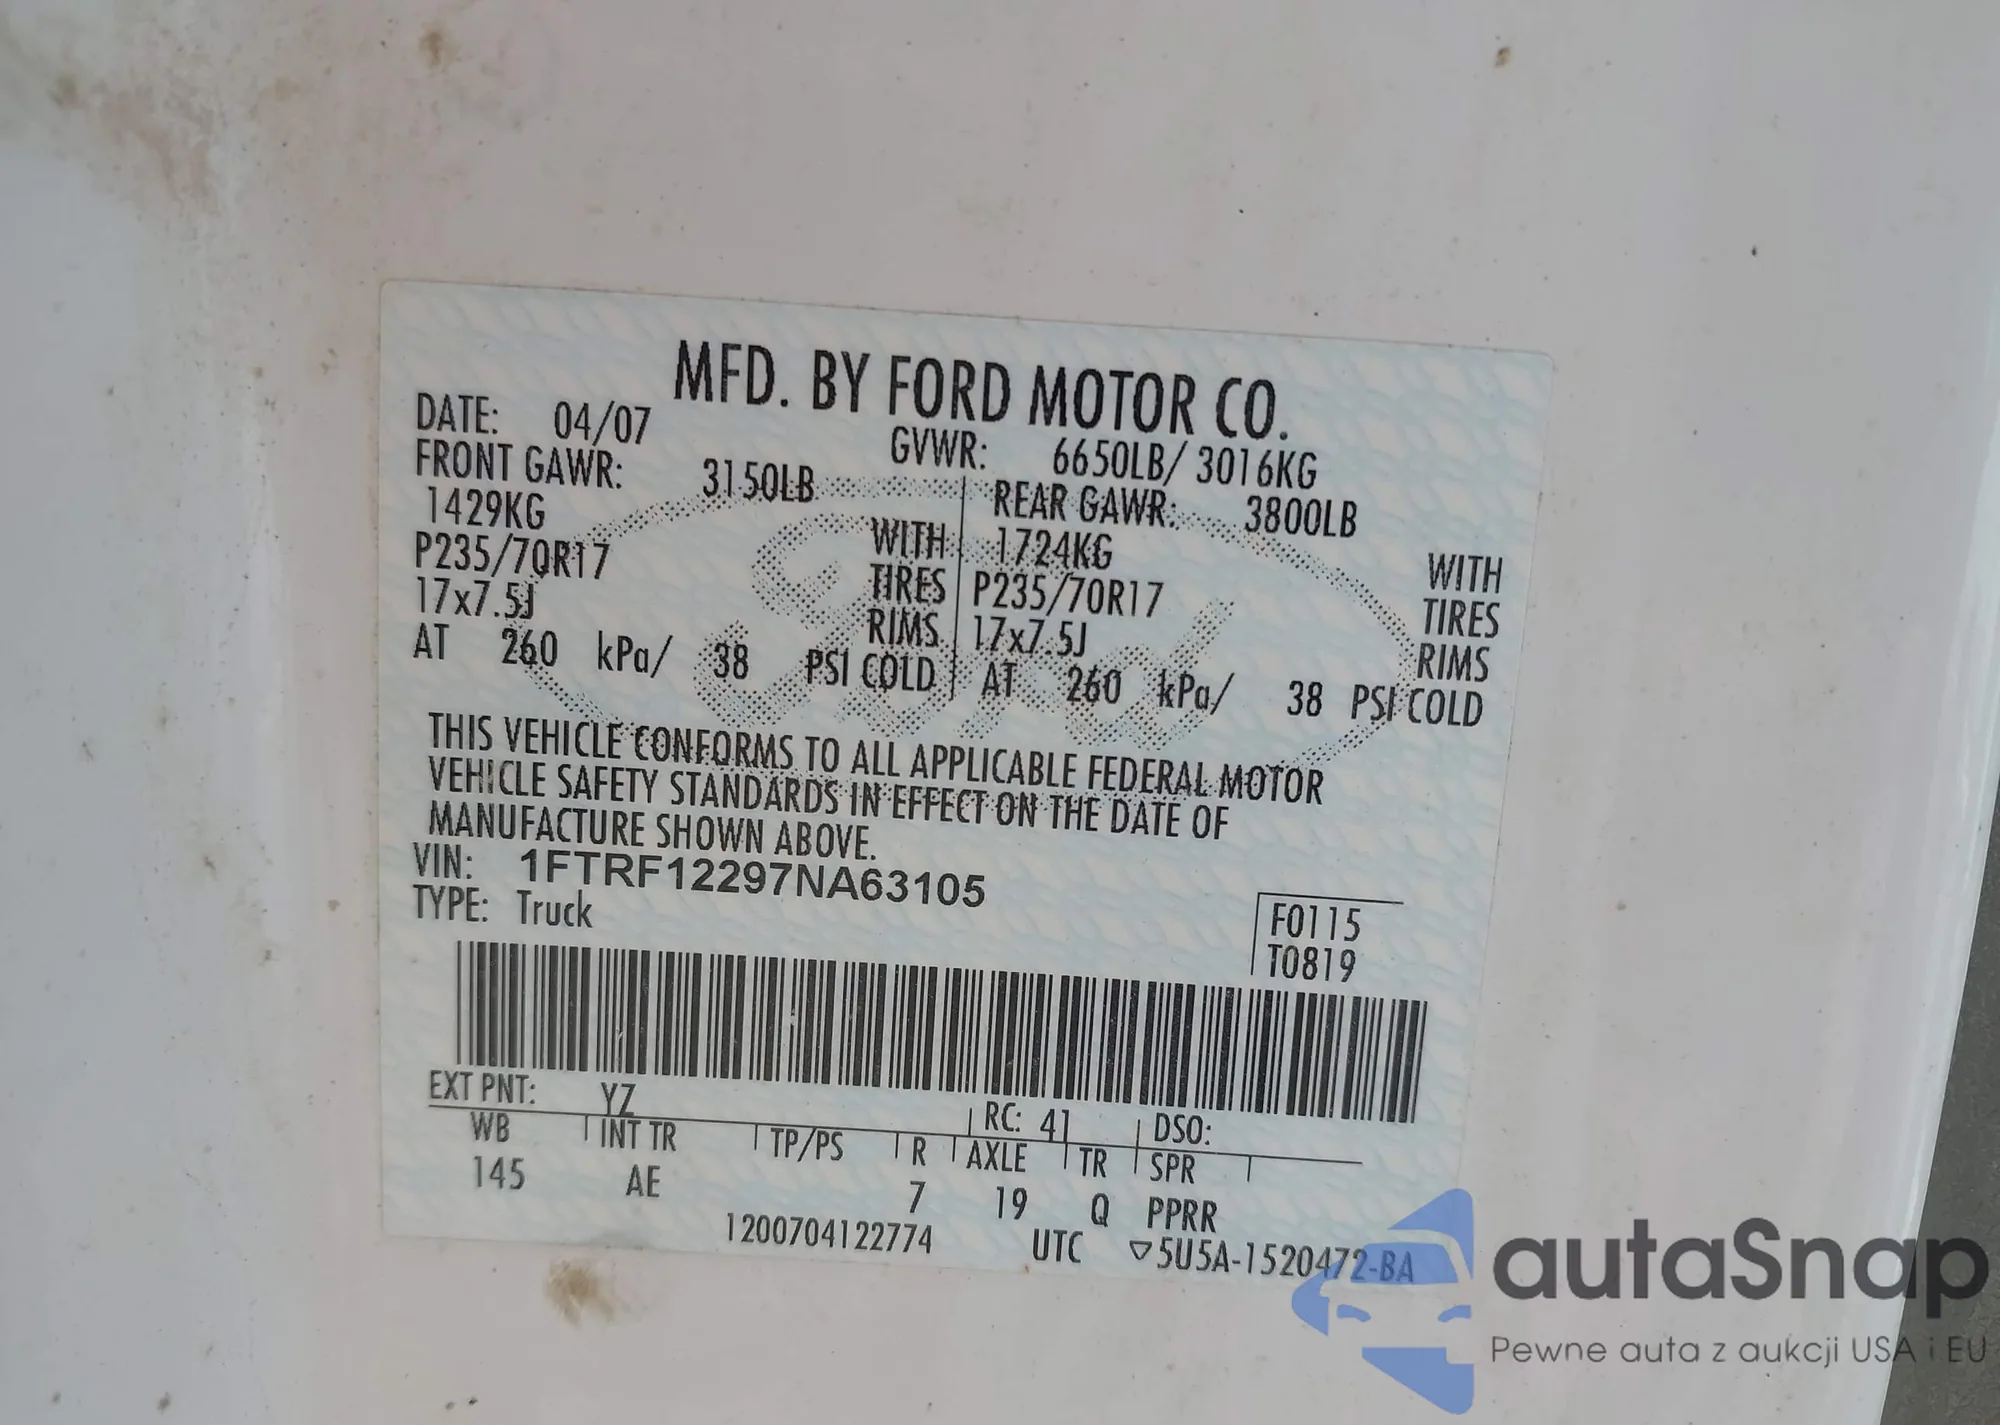 MFD. BY FORD MOTOR CO.
DATE: 04/07 GVWR: 6650LB/ 3016KG
FRONT GAWR: 3150LB REAR GAWR: 3800LB
1429KG WITH 1724KG WITH
P235/70R17 TIRES P235/70R17 TIRES
17x7.5J RIMS 17x7.5J RIMS
AT 260 kPa/ 38 PSI COLD AT 260 kPa/ 38 PSI COLD
THIS VEHICLE CONFORMS TO ALL APPLICABLE FEDERAL MOTOR
VEHICLE SAFETY STANDARDS IN EFFECT ON THE DATE OF
MANUFACTURE SHOWN ABOVE.
VIN: 1FTRF12297NA63105
TYPE: Truck
F0115
T0819
EXT PNT: YZ RC: 41 DSO:
WB INT TR TP/PS R AXLE TR SPR
145 AE 7 19 Q PPRR
1200704122774 UTC ▽5U5A-1520472-BA
Ford
autaSnap
Pewne auta z aukcji USA i EU